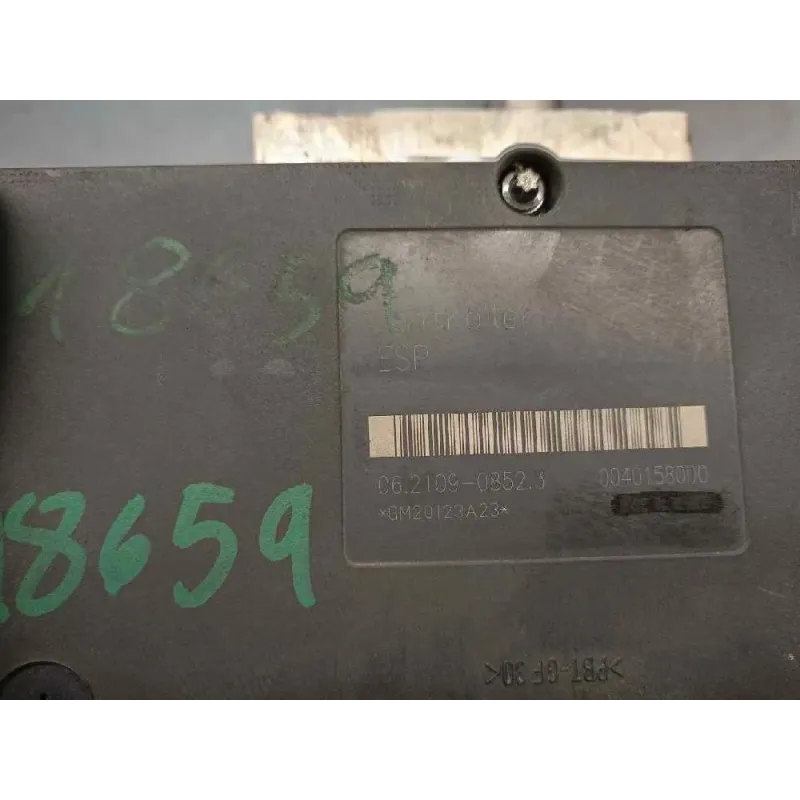 18659
Controller
ESP
06.2109-0852.3 00401580D0
*GM20123A23*
18659
>PBT-GF30<